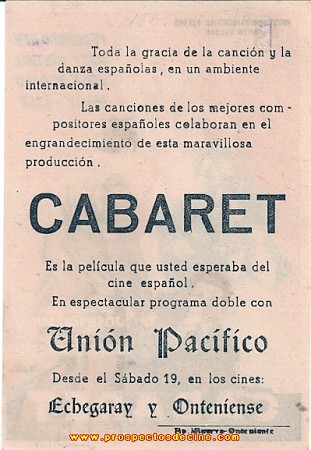 Toda la gracia de la canción y la
danza españolas, en un ambiente
internacional.
Las canciones de los mejores com-
positores españoles colaboran en el
engrandecimiento de esta maravillosa
producción.
CABARET
Es la película que usted esperaba del
cine español.
En espectacular programa doble con
Unión Pacífico
Desde el Sábado 19, en los cines:
Echegaray y Onteniense
Ap. Minerva-Onteniente
www.prospectosdecine.com